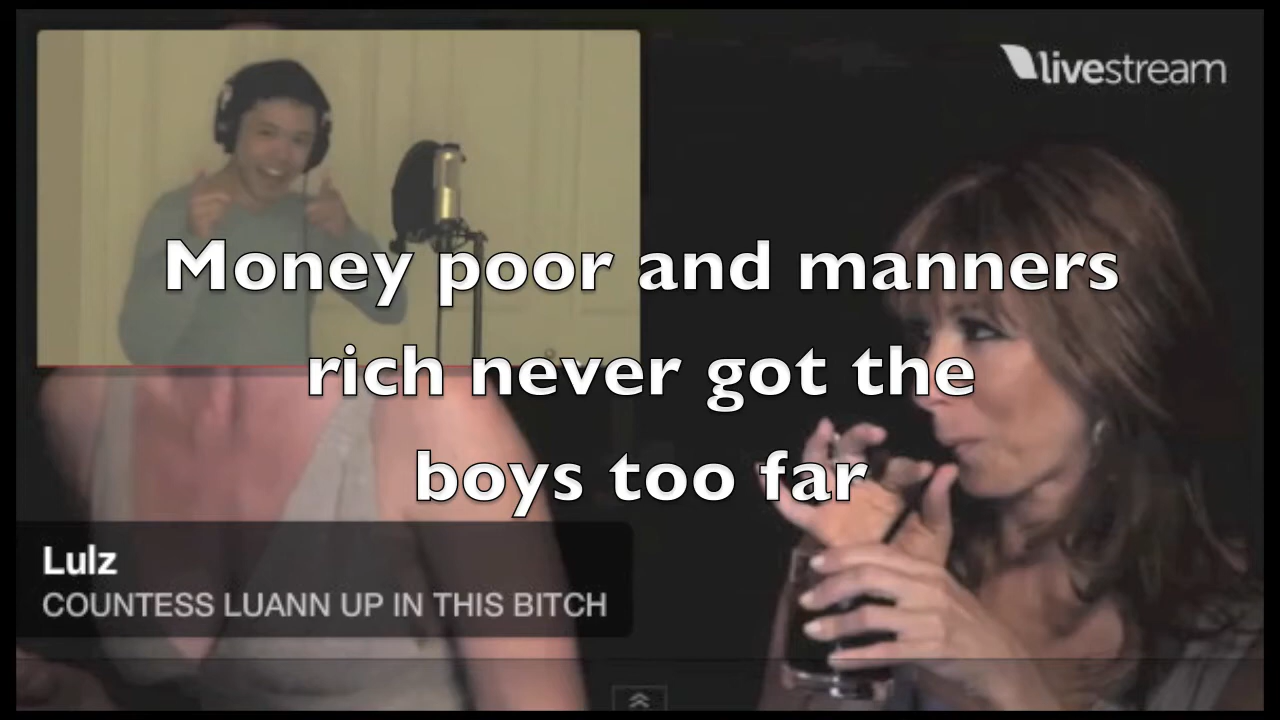 livestream
Money poor and manners
rich never got the
boys too far
Lulz
COUNTESS LUANN UP IN THIS BITCH